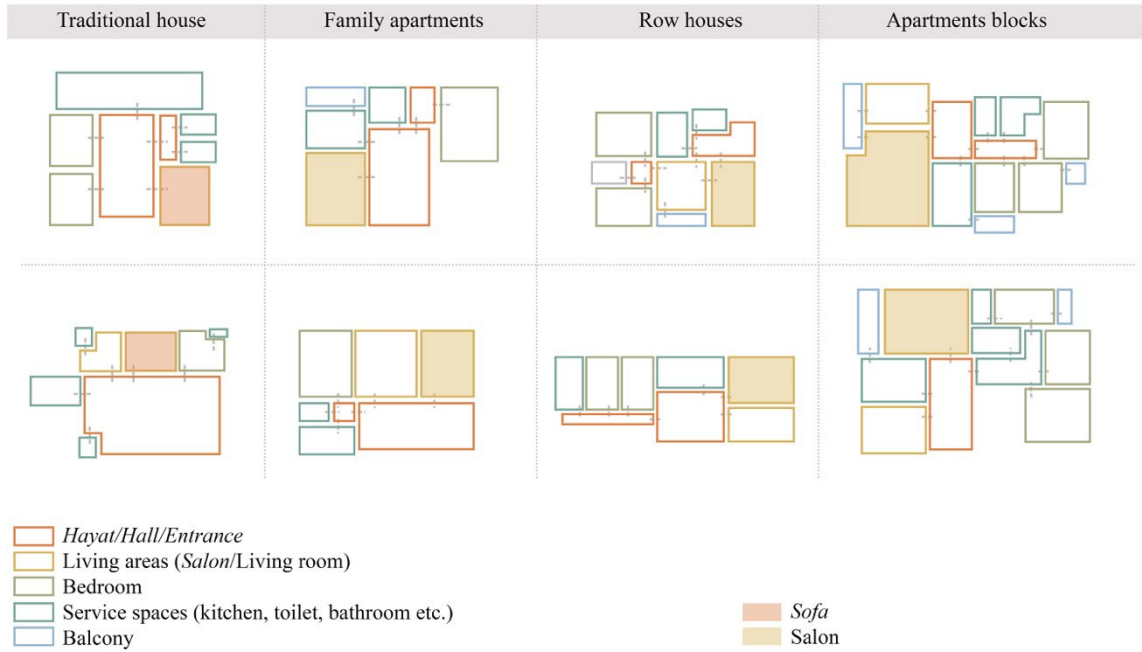 Traditional house
Family apartments
Row houses
Apartments blocks
Hayat/Hall/Entrance
Living areas (Salon/Living room)
Bedroom
Service spaces (kitchen, toilet, bathroom etc.)
Balcony
Sofa
Salon